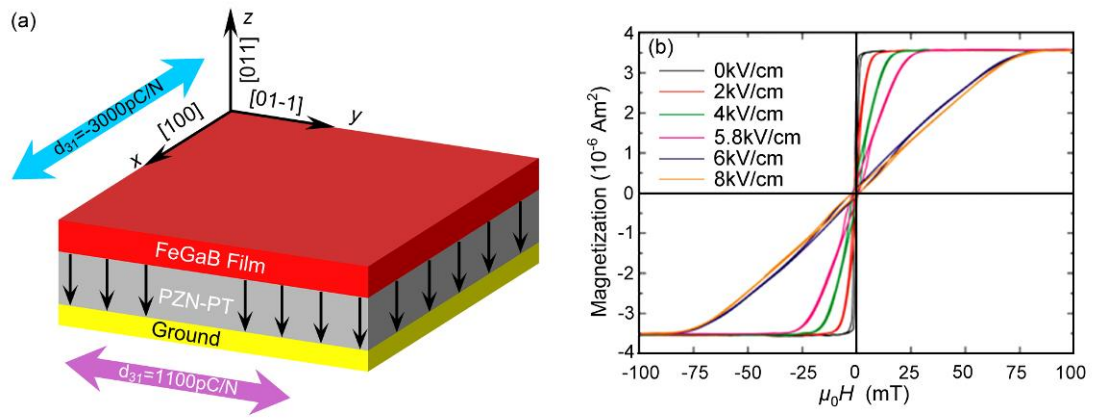 (a)
z
[011]
[01-1]
y
[100]
x
d31=-3000pC/N
FeGaB Film
PZN-PT
Ground
d31=1100pC/N
(b)
0kV/cm
2kV/cm
4kV/cm
5.8kV/cm
6kV/cm
8kV/cm
Magnetization (10⁻⁶ Am²)
4
3
2
1
0
-1
-2
-3
-4
-100 -75 -50 -25 0 25 50 75 100
μ₀H (mT)